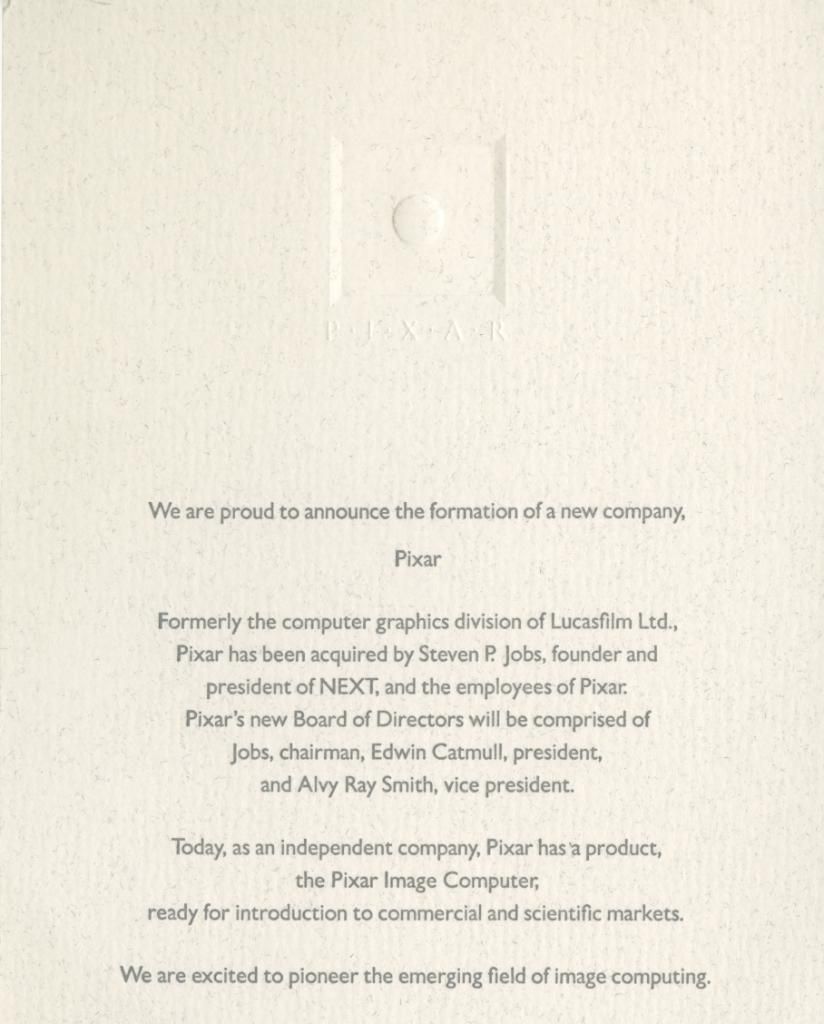 P·I·X·A·R
We are proud to announce the formation of a new company,
Pixar
Formerly the computer graphics division of Lucasfilm Ltd.,
Pixar has been acquired by Steven P. Jobs, founder and
president of NEXT, and the employees of Pixar.
Pixar's new Board of Directors will be comprised of
Jobs, chairman, Edwin Catmull, president,
and Alvy Ray Smith, vice president.
Today, as an independent company, Pixar has a product,
the Pixar Image Computer,
ready for introduction to commercial and scientific markets.
We are excited to pioneer the emerging field of image computing.